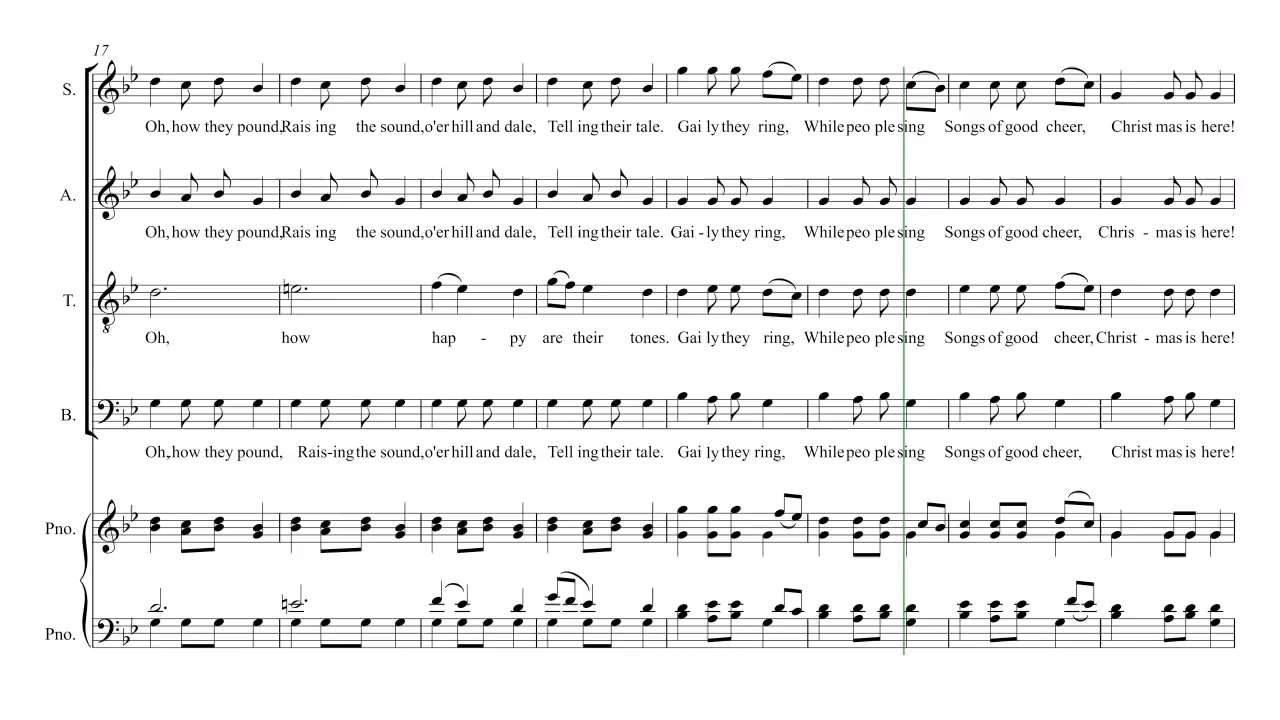 17
S.
Oh, how they pound, Rais ing the sound, o'er hill and dale, Tell ing their tale. Gai ly they ring, While peo ple sing Songs of good cheer, Christ mas is here!
A.
Oh, how they pound, Rais ing the sound, o'er hill and dale, Tell ing their tale. Gai - ly they ring, While peo ple sing Songs of good cheer, Chris - mas is here!
T.
8
Oh, how hap - py are their tones. Gai ly they ring, While peo ple sing Songs of good cheer, Christ - mas is here!
B.
Oh, how they pound, Rais-ing the sound, o'er hill and dale, Tell ing their tale. Gai ly they ring, While peo ple sing Songs of good cheer, Christ mas is here!
Pno.
Pno.